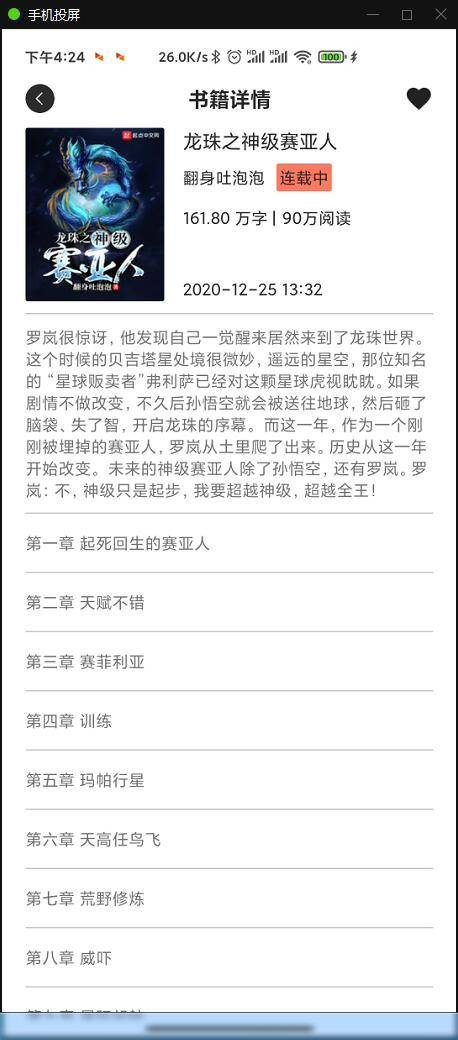 手机投屏
下午4:24 26.0K/s HD HD 100
书籍详情
起点中文网
龙珠之神级
赛亚人
翻身吐泡泡
龙珠之神级赛亚人
翻身吐泡泡 连载中
161.80 万字 | 90万阅读
2020-12-25 13:32
罗岚很惊讶，他发现自己一觉醒来居然来到了龙珠世界。
这个时候的贝吉塔星处境很微妙，遥远的星空，那位知名
的“星球贩卖者”弗利萨已经对这颗星球虎视眈眈。如果
剧情不做改变，不久后孙悟空就会被送往地球，然后砸了
脑袋、失了智，开启龙珠的序幕。而这一年，作为一个刚
刚被埋掉的赛亚人，罗岚从土里爬了出来。历史从这一年
开始改变。未来的神级赛亚人除了孙悟空，还有罗岚。罗
岚：不，神级只是起步，我要超越神级，超越全王！
第一章 起死回生的赛亚人
第二章 天赋不错
第三章 赛菲利亚
第四章 训练
第五章 玛帕行星
第六章 天高任鸟飞
第七章 荒野修炼
第八章 威吓